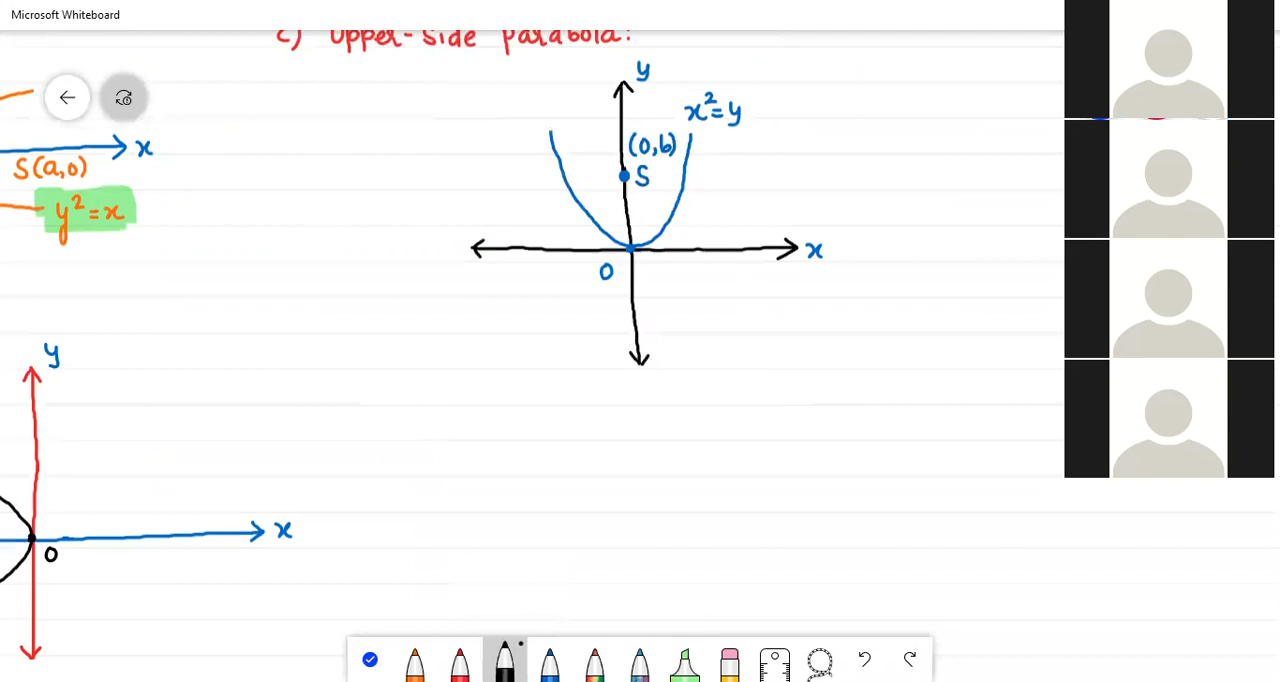 Microsoft Whiteboard
c) Upper-side parabola:
y
x² = y
(0,b)
S
x
O
x
S(a,0)
y² = x
y
x
O